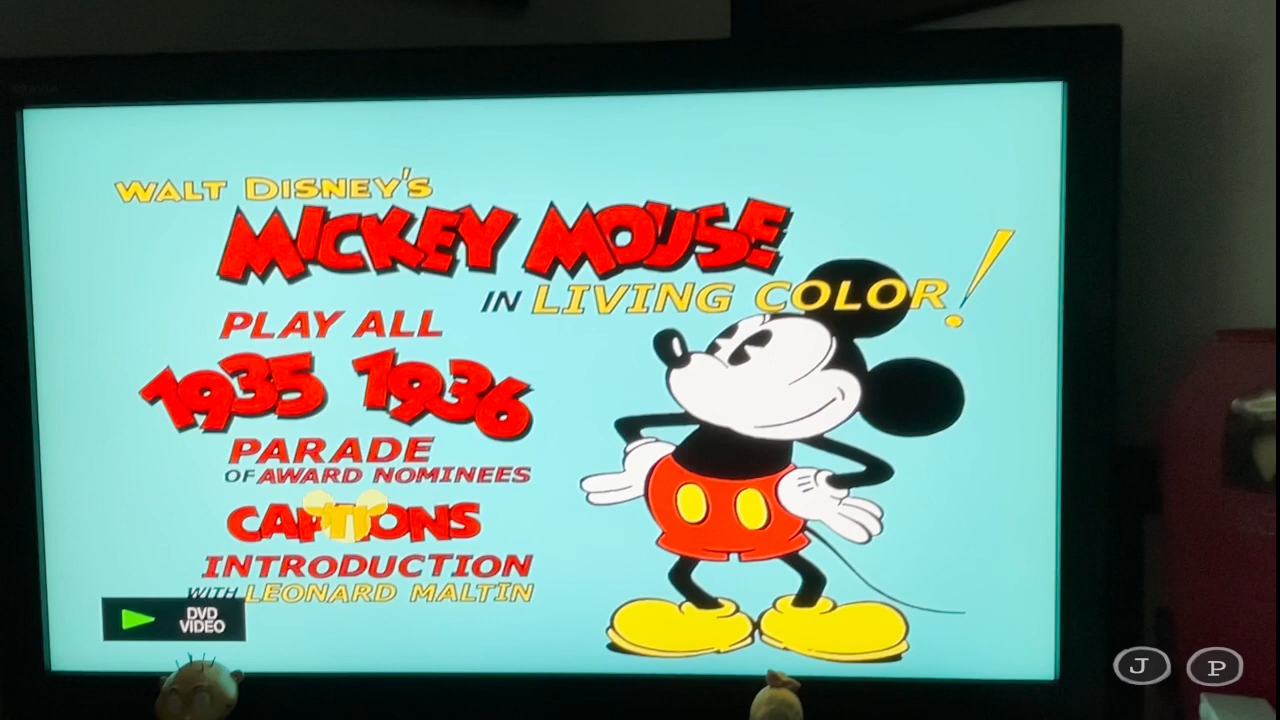 WALT DISNEY'S
MICKEY MOUSE
IN LIVING COLOR!
PLAY ALL
1935 1936
PARADE
OF AWARD NOMINEES
CAPTIONS
INTRODUCTION
WITH LEONARD MALTIN
DVD
VIDEO
J P